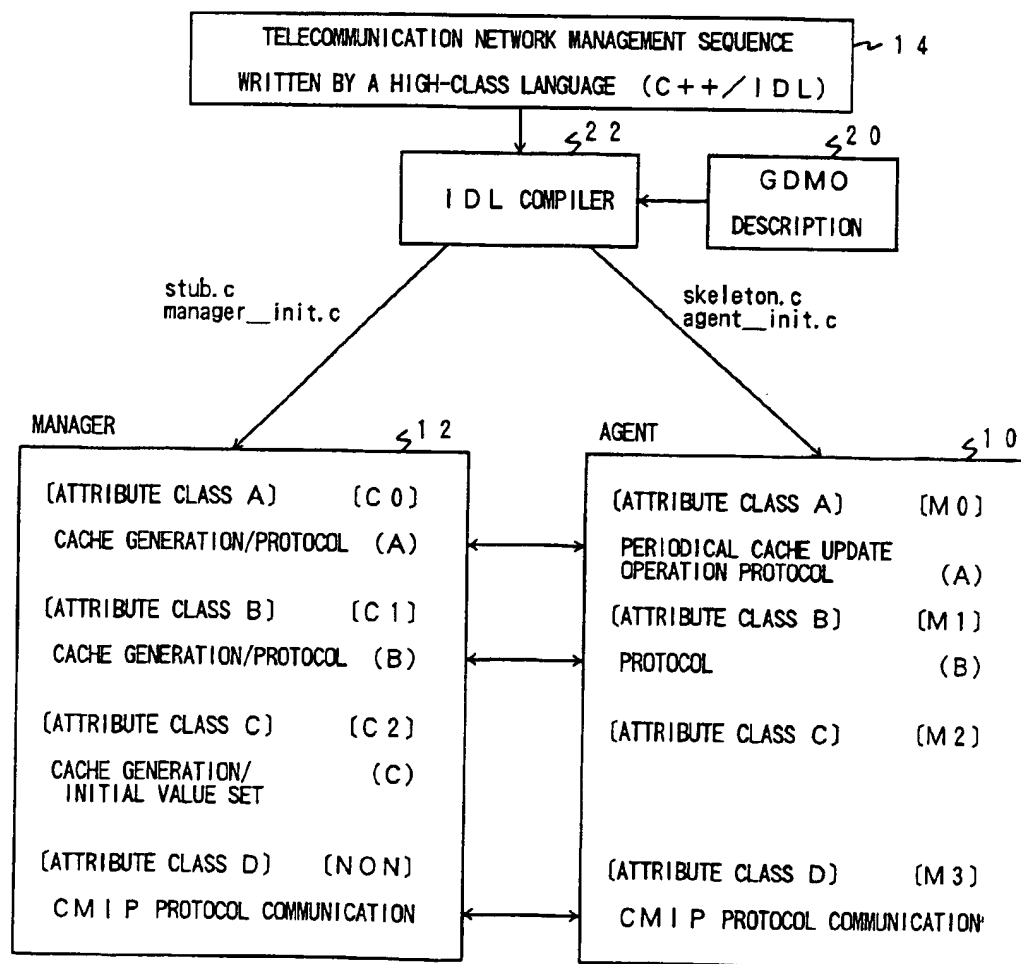 TELECOMMUNICATION NETWORK MANAGEMENT SEQUENCE
WRITTEN BY A HIGH-CLASS LANGUAGE (C++/IDL)
14
22
20
IDL COMPILER
GDMO
DESCRIPTION
stub.c
manager__init.c
skeleton.c
agent__init.c
MANAGER
12
[ATTRIBUTE CLASS A] [C0]
CACHE GENERATION/PROTOCOL (A)
[ATTRIBUTE CLASS B] [C1]
CACHE GENERATION/PROTOCOL (B)
[ATTRIBUTE CLASS C] [C2]
CACHE GENERATION/ (C)
INITIAL VALUE SET
[ATTRIBUTE CLASS D] [NON]
CMIP PROTOCOL COMMUNICATION
AGENT
10
[ATTRIBUTE CLASS A] [M0]
PERIODICAL CACHE UPDATE
OPERATION PROTOCOL (A)
[ATTRIBUTE CLASS B] [M1]
PROTOCOL (B)
[ATTRIBUTE CLASS C] [M2]
[ATTRIBUTE CLASS D] [M3]
CMIP PROTOCOL COMMUNICATION